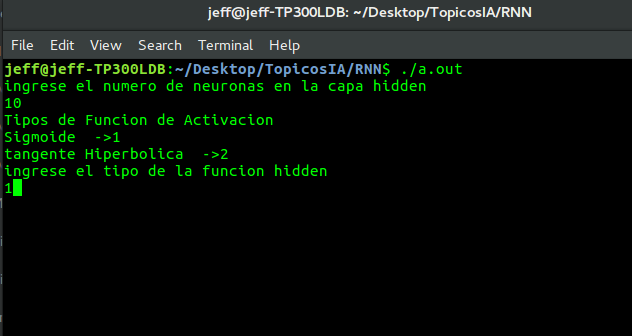 jeff@jeff-TP300LDB: ~/Desktop/TopicosIA/RNN
File Edit View Search Terminal Help
jeff@jeff-TP300LDB:~/Desktop/TopicosIA/RNN$ ./a.out
ingrese el numero de neuronas en la capa hidden
10
Tipos de Funcion de Activacion
Sigmoide  ->1
tangente Hiperbolica  ->2
ingrese el tipo de la funcion hidden
1